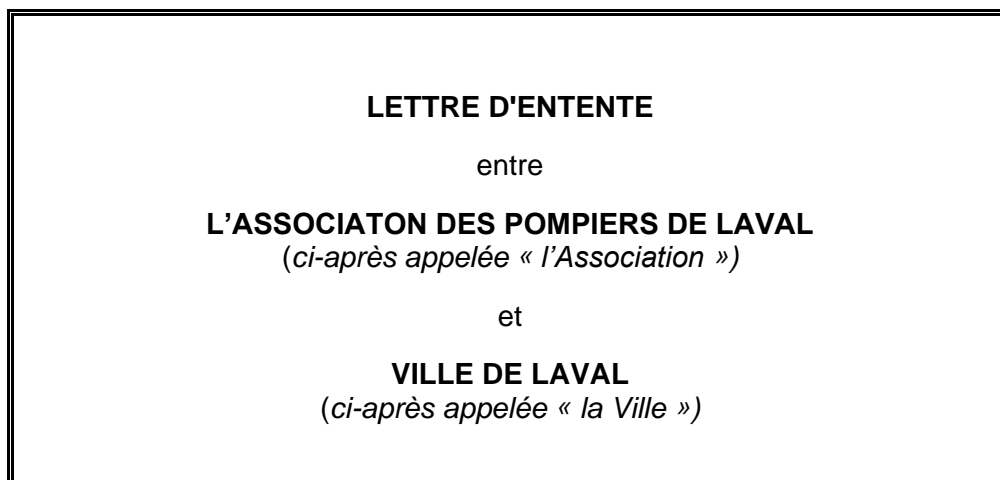 LETTRE D'ENTENTE
entre
L’ASSOCIATON DES POMPIERS DE LAVAL
(ci-après appelée « l’Association »)
et
VILLE DE LAVAL
(ci-après appelée « la Ville »)